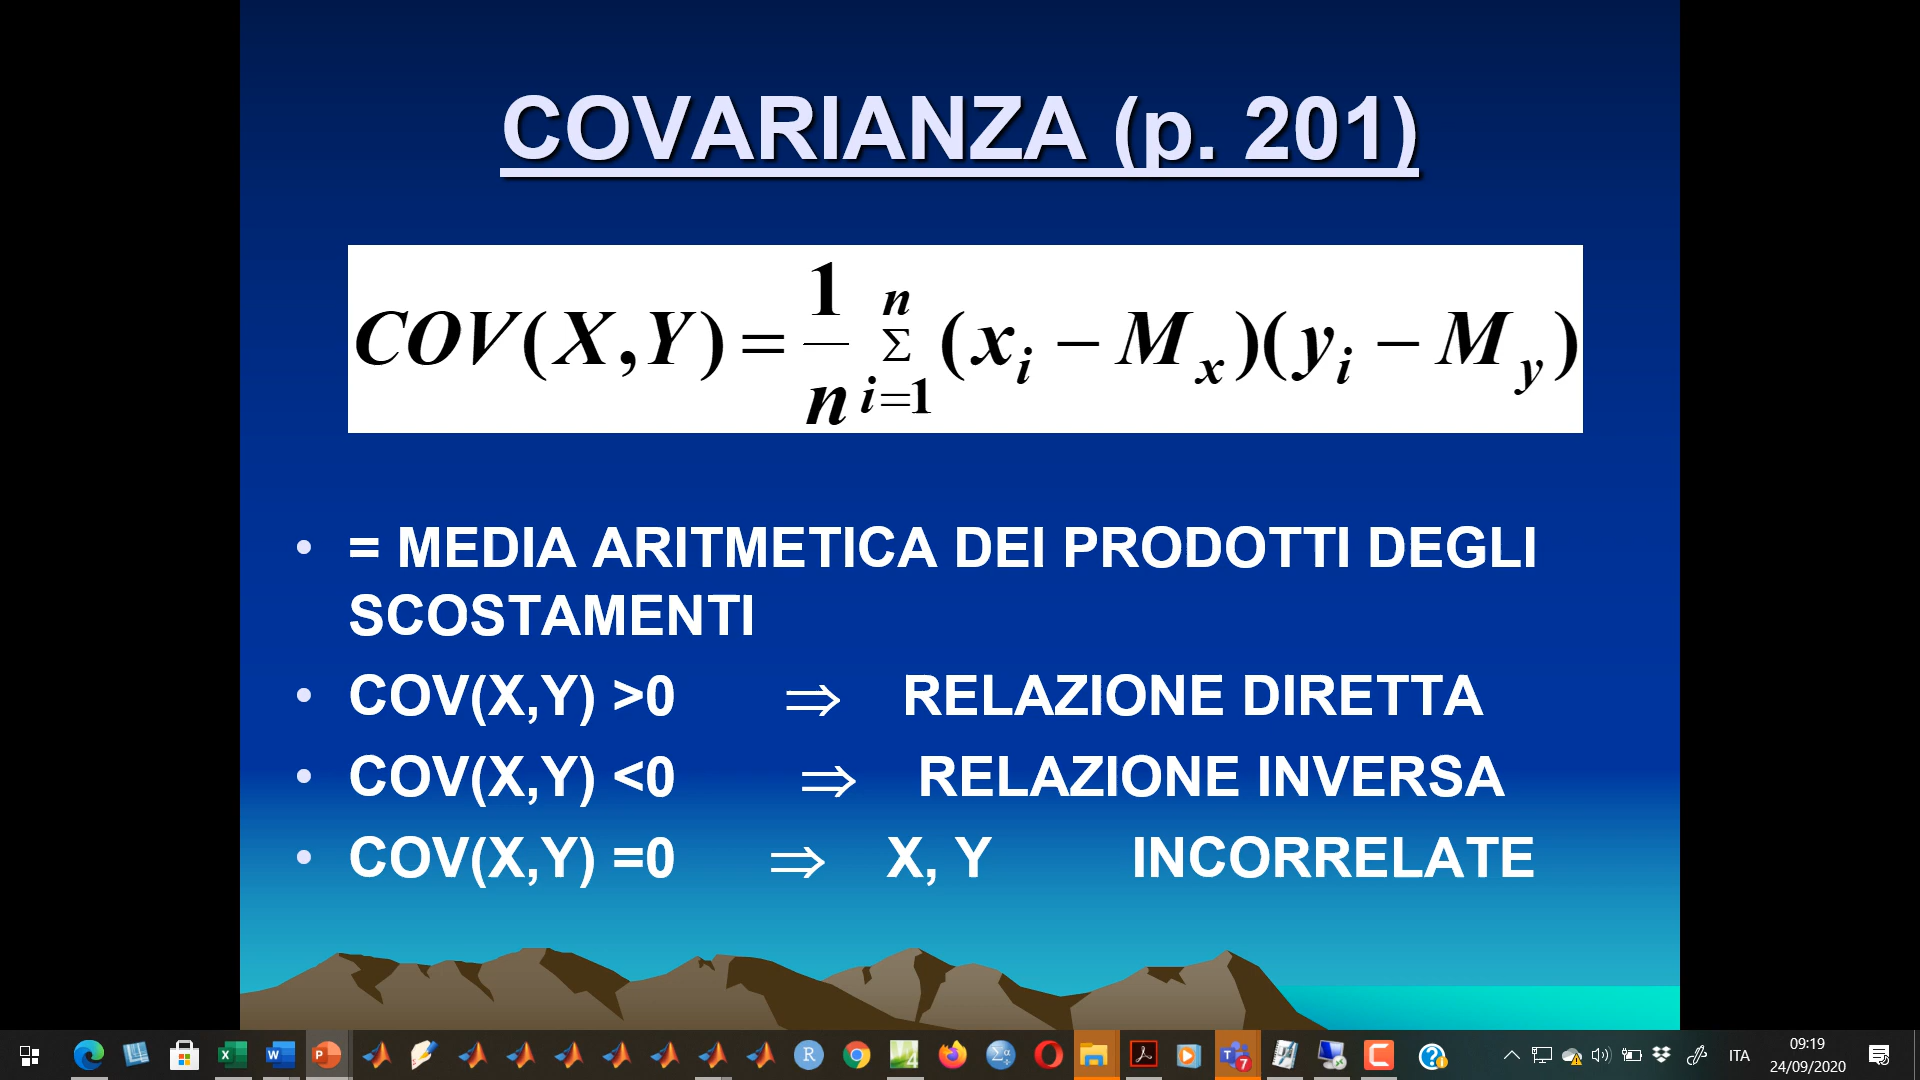 COVARIANZA (p. 201)
COV(X,Y) = 1/n Σ_{i=1}^{n} (x_i − M_x)(y_i − M_y)
• = MEDIA ARITMETICA DEI PRODOTTI DEGLI
SCOSTAMENTI
• COV(X,Y) >0 ⇒ RELAZIONE DIRETTA
• COV(X,Y) <0 ⇒ RELAZIONE INVERSA
• COV(X,Y) =0 ⇒ X, Y INCORRELATE
ITA
09:19
24/09/2020